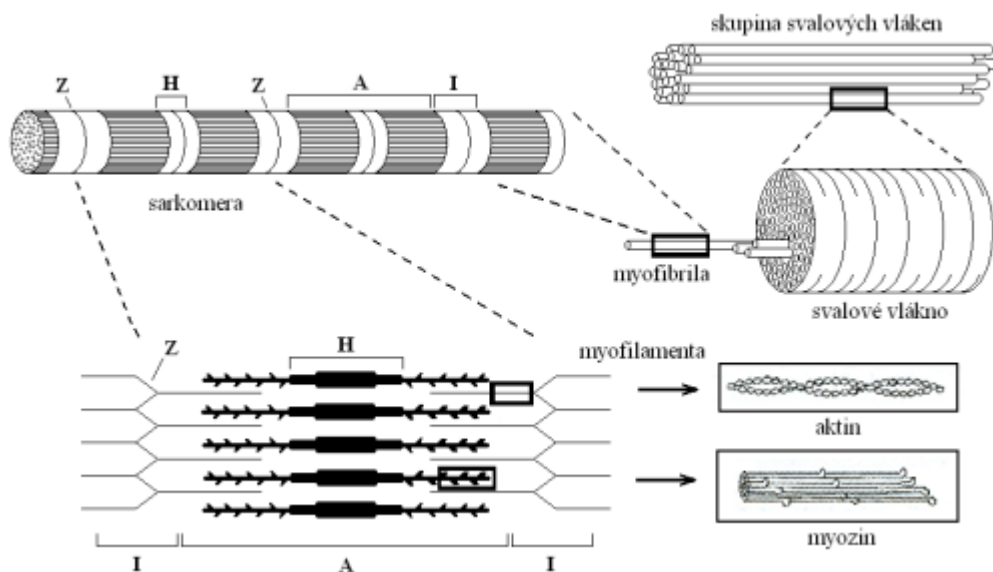 skupina svalových vláken
Z
H
Z
A
I
sarkomera
myofibrila
svalové vlákno
Z
H
myofilamenta
aktin
myozin
I
A
I